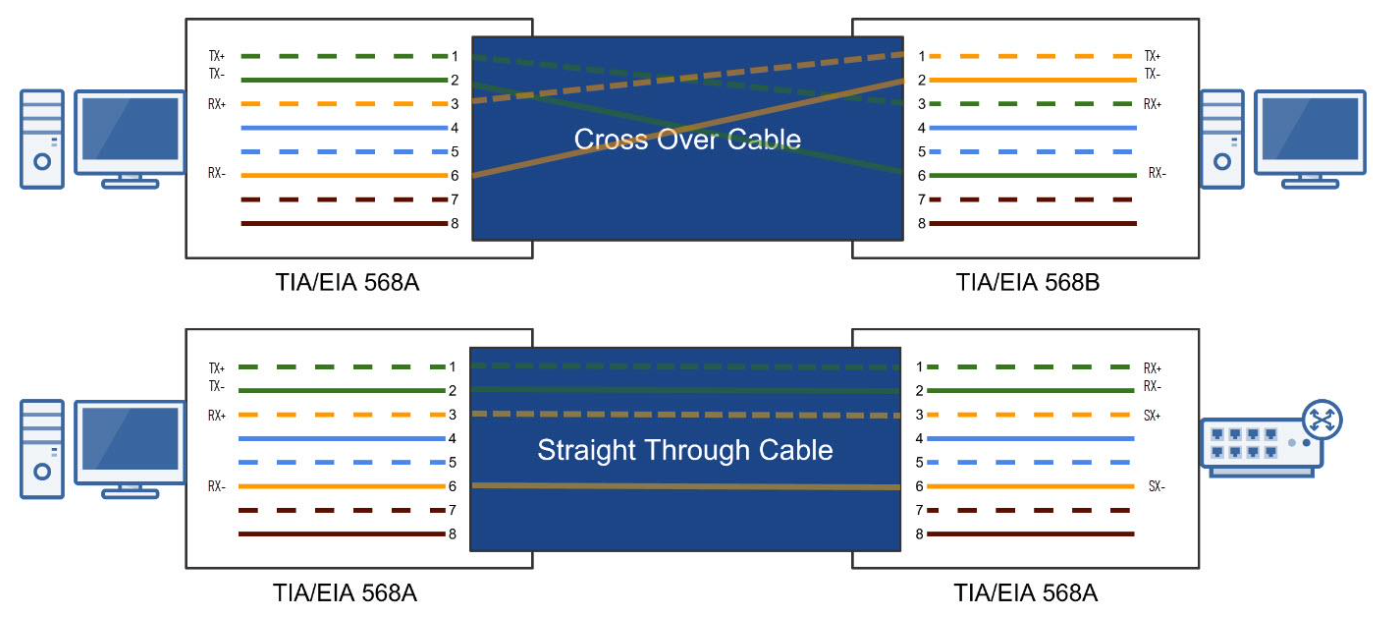 TX+ 1 1 TX+
TX- 2 2 TX-
RX+ 3 3 RX+
4 4
Cross Over Cable
5 5
RX- 6 6 RX-
7 7
8 8
TIA/EIA 568A TIA/EIA 568B
TX+ 1 1 RX+
TX- 2 2 RX-
RX+ 3 3 SX+
4 4
Straight Through Cable
5 5
RX- 6 6 SX-
7 7
8 8
TIA/EIA 568A TIA/EIA 568A